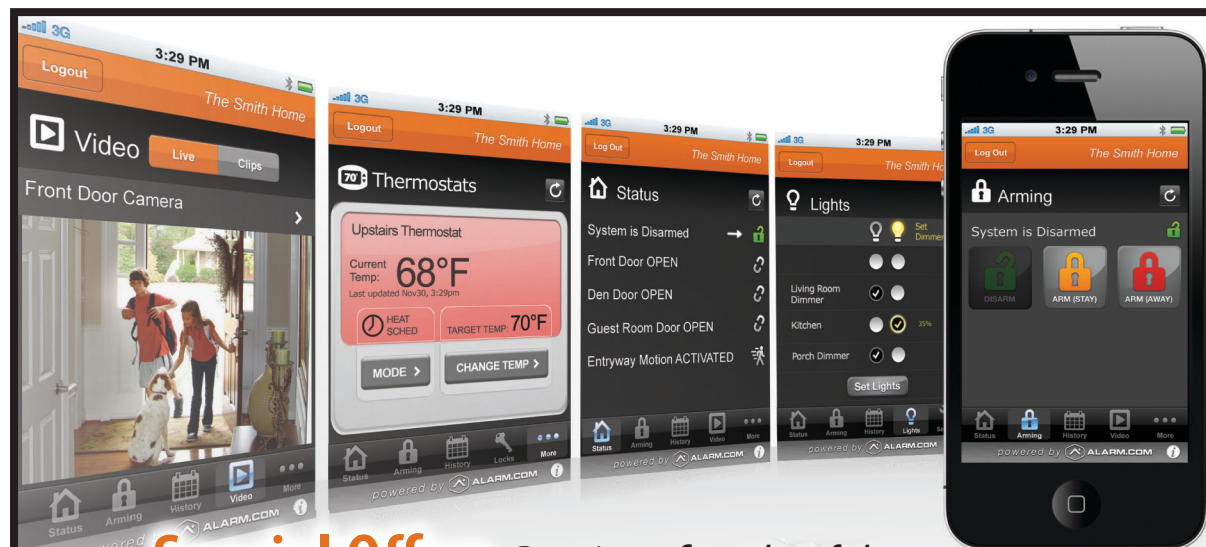 3G
3:29 PM
Logout
The Smith Home
Video
Live
Clips
Front Door Camera
Status
Arming
History
Video
More
powered
ALARM.COM
3G
3:29 PM
Logout
The Smith Home
70°
Thermostats
Upstairs Thermostat
Current Temp: 68°F
Last updated Nov30, 3:29pm
HEAT SCHED
TARGET TEMP: 70°F
MODE >
CHANGE TEMP >
Status
Arming
History
Locks
More
powered by ALARM.COM
3G
3:29 PM
Log Out
The Smith Home
Status
System is Disarmed
Front Door OPEN
Den Door OPEN
Guest Room Door OPEN
Entryway Motion ACTIVATED
Status
Arming
History
Video
More
powered by ALARM.COM
3G
3:29 PM
Logout
The Smith
Lights
Set
Dimmer
Living Room
Dimmer
Kitchen
35%
Porch Dimmer
Set Lights
Status
Arming
History
Lights
powered by ALARM.COM
3G
3:29 PM
Log Out
The Smith Home
Arming
System is Disarmed
DISARM
ARM (STAY)
ARM (AWAY)
Status
Arming
History
Video
More
powered by ALARM.COM